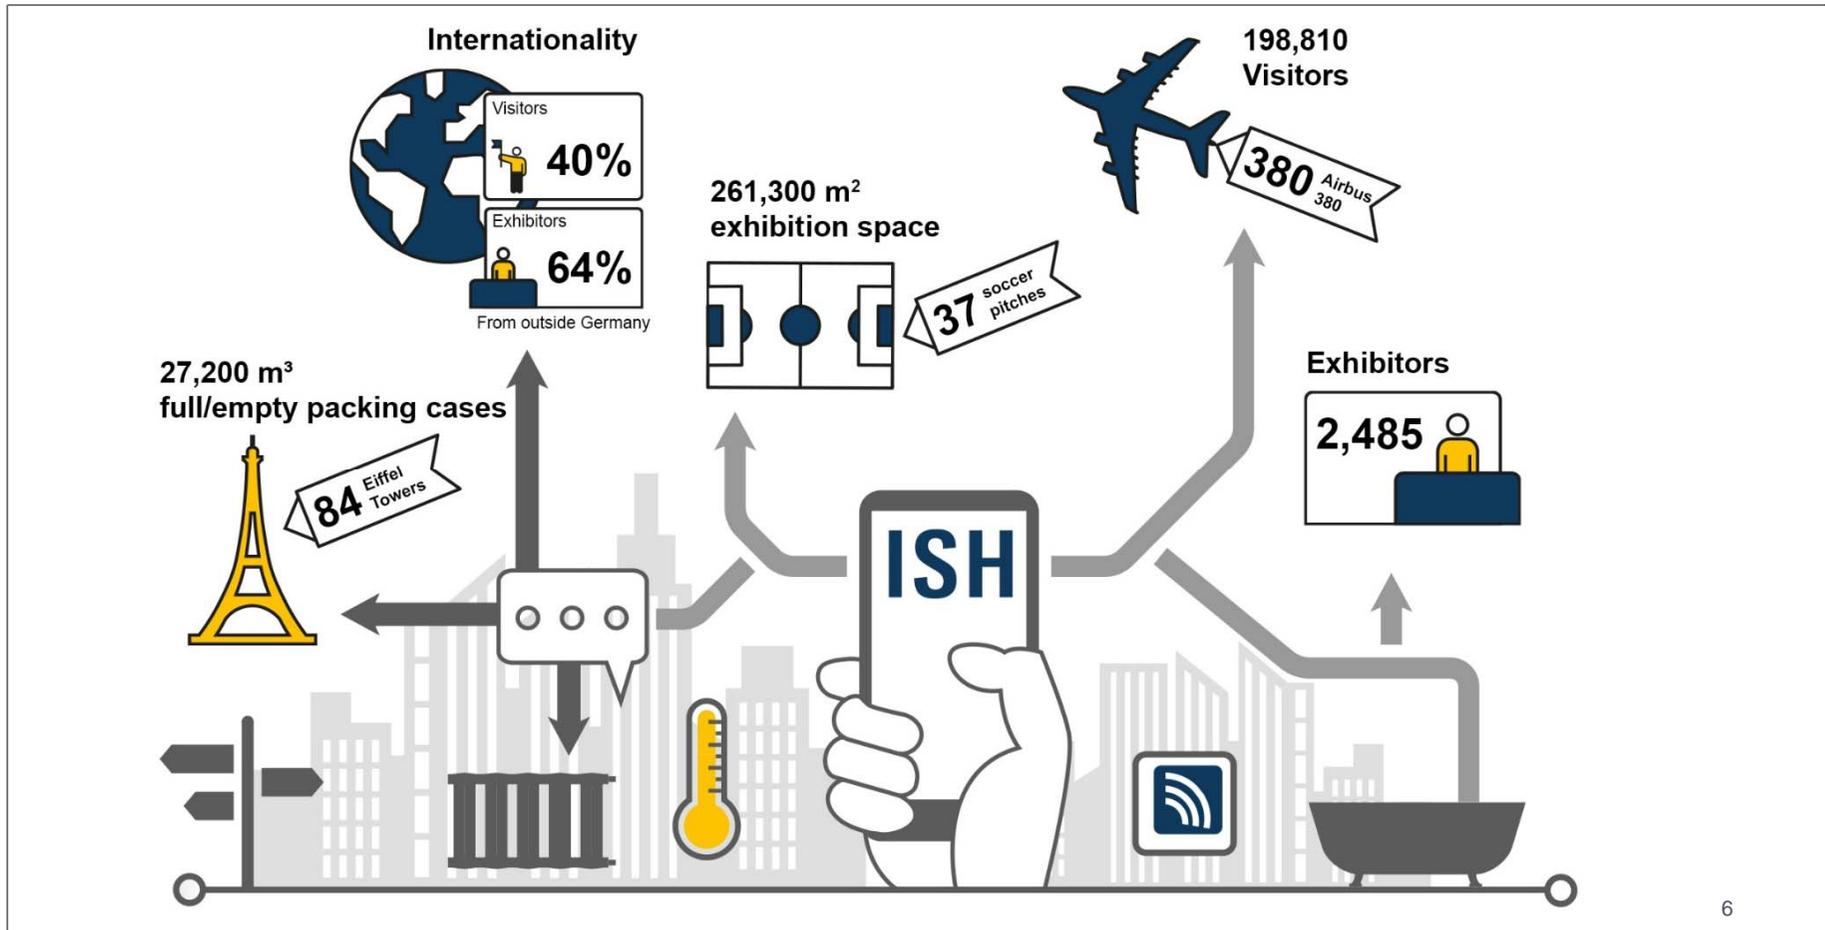 Internationality
Visitors
40%
Exhibitors
64%
From outside Germany
198,810
Visitors
380 Airbus
380
261,300 m²
exhibition space
37 soccer
pitches
27,200 m³
full/empty packing cases
84 Eiffel
Towers
Exhibitors
2,485
ISH
6